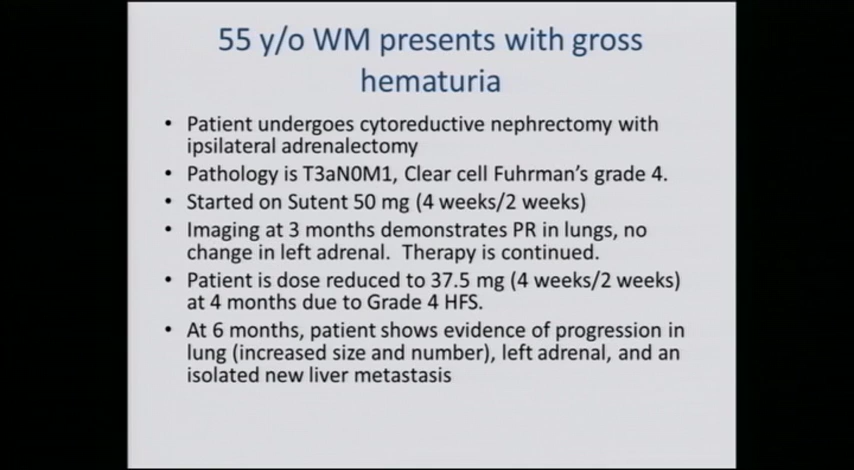 55 y/o WM presents with gross
hematuria
• Patient undergoes cytoreductive nephrectomy with
ipsilateral adrenalectomy
• Pathology is T3aN0M1, Clear cell Fuhrman's grade 4.
• Started on Sutent 50 mg (4 weeks/2 weeks)
• Imaging at 3 months demonstrates PR in lungs, no
change in left adrenal. Therapy is continued.
• Patient is dose reduced to 37.5 mg (4 weeks/2 weeks)
at 4 months due to Grade 4 HFS.
• At 6 months, patient shows evidence of progression in
lung (increased size and number), left adrenal, and an
isolated new liver metastasis